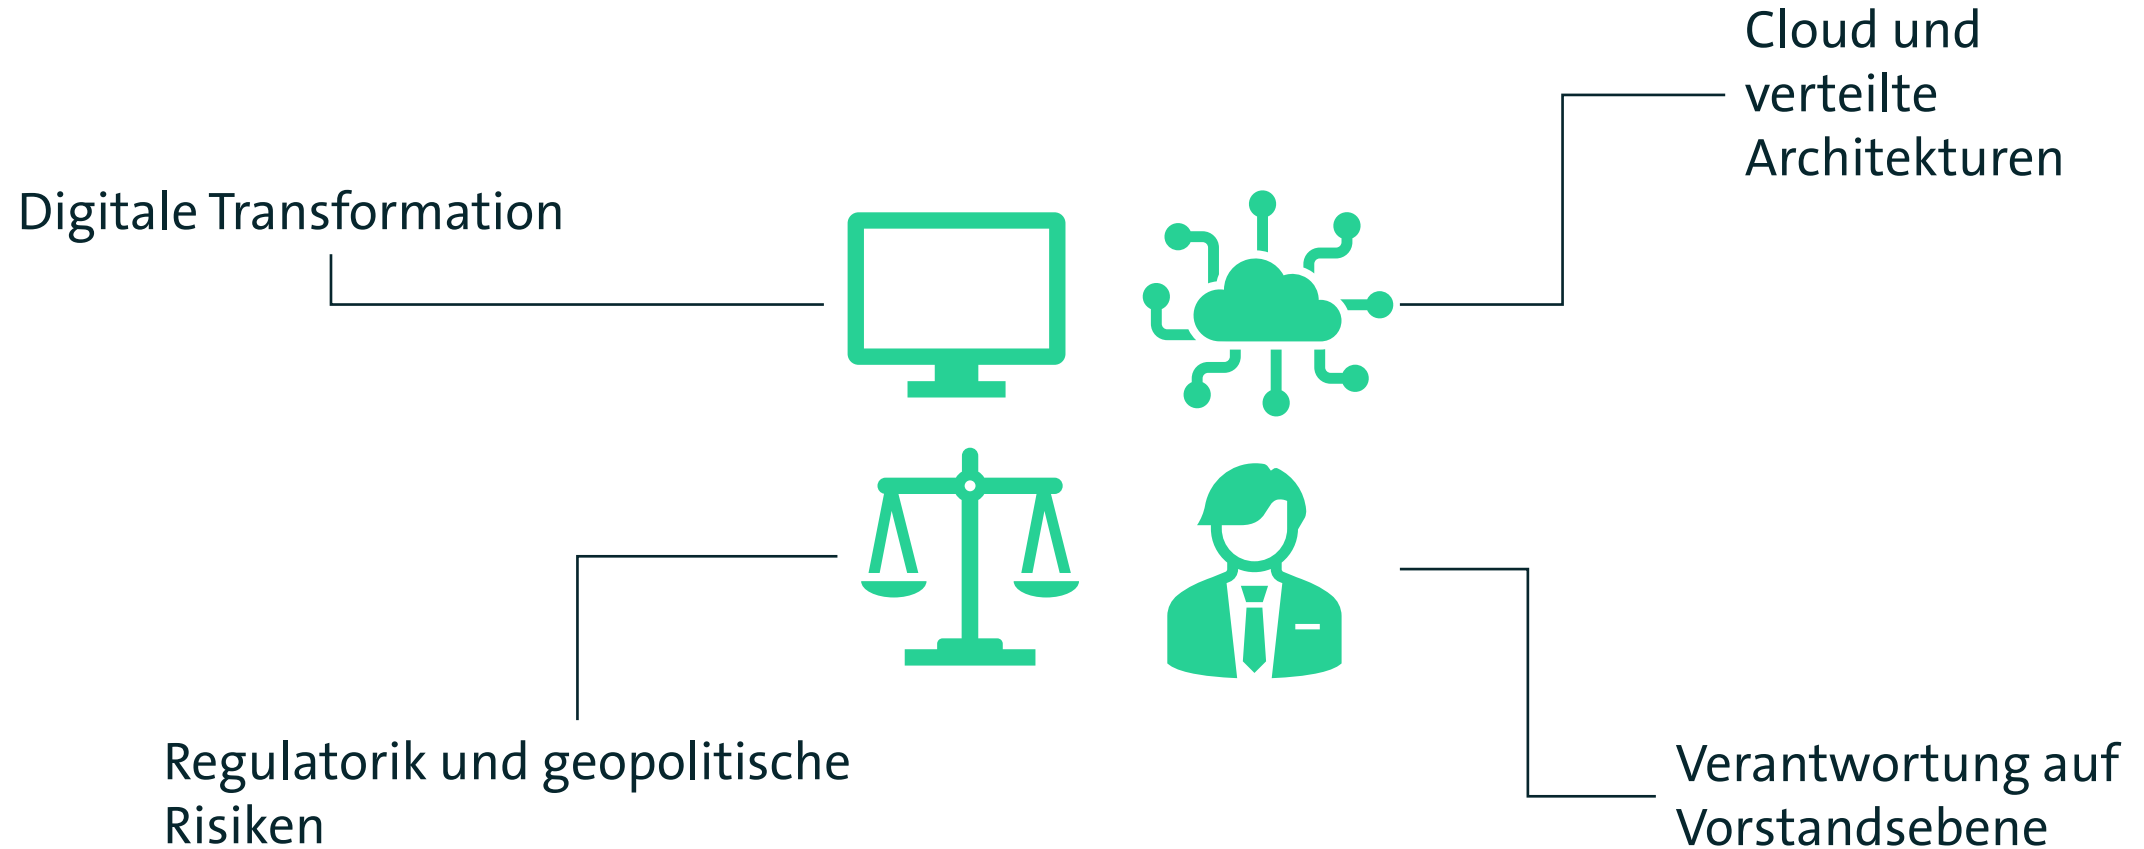 Cloud und
verteilte
Architekturen
Digitale Transformation
Regulatorik und geopolitische
Risiken
Verantwortung auf
Vorstandsebene